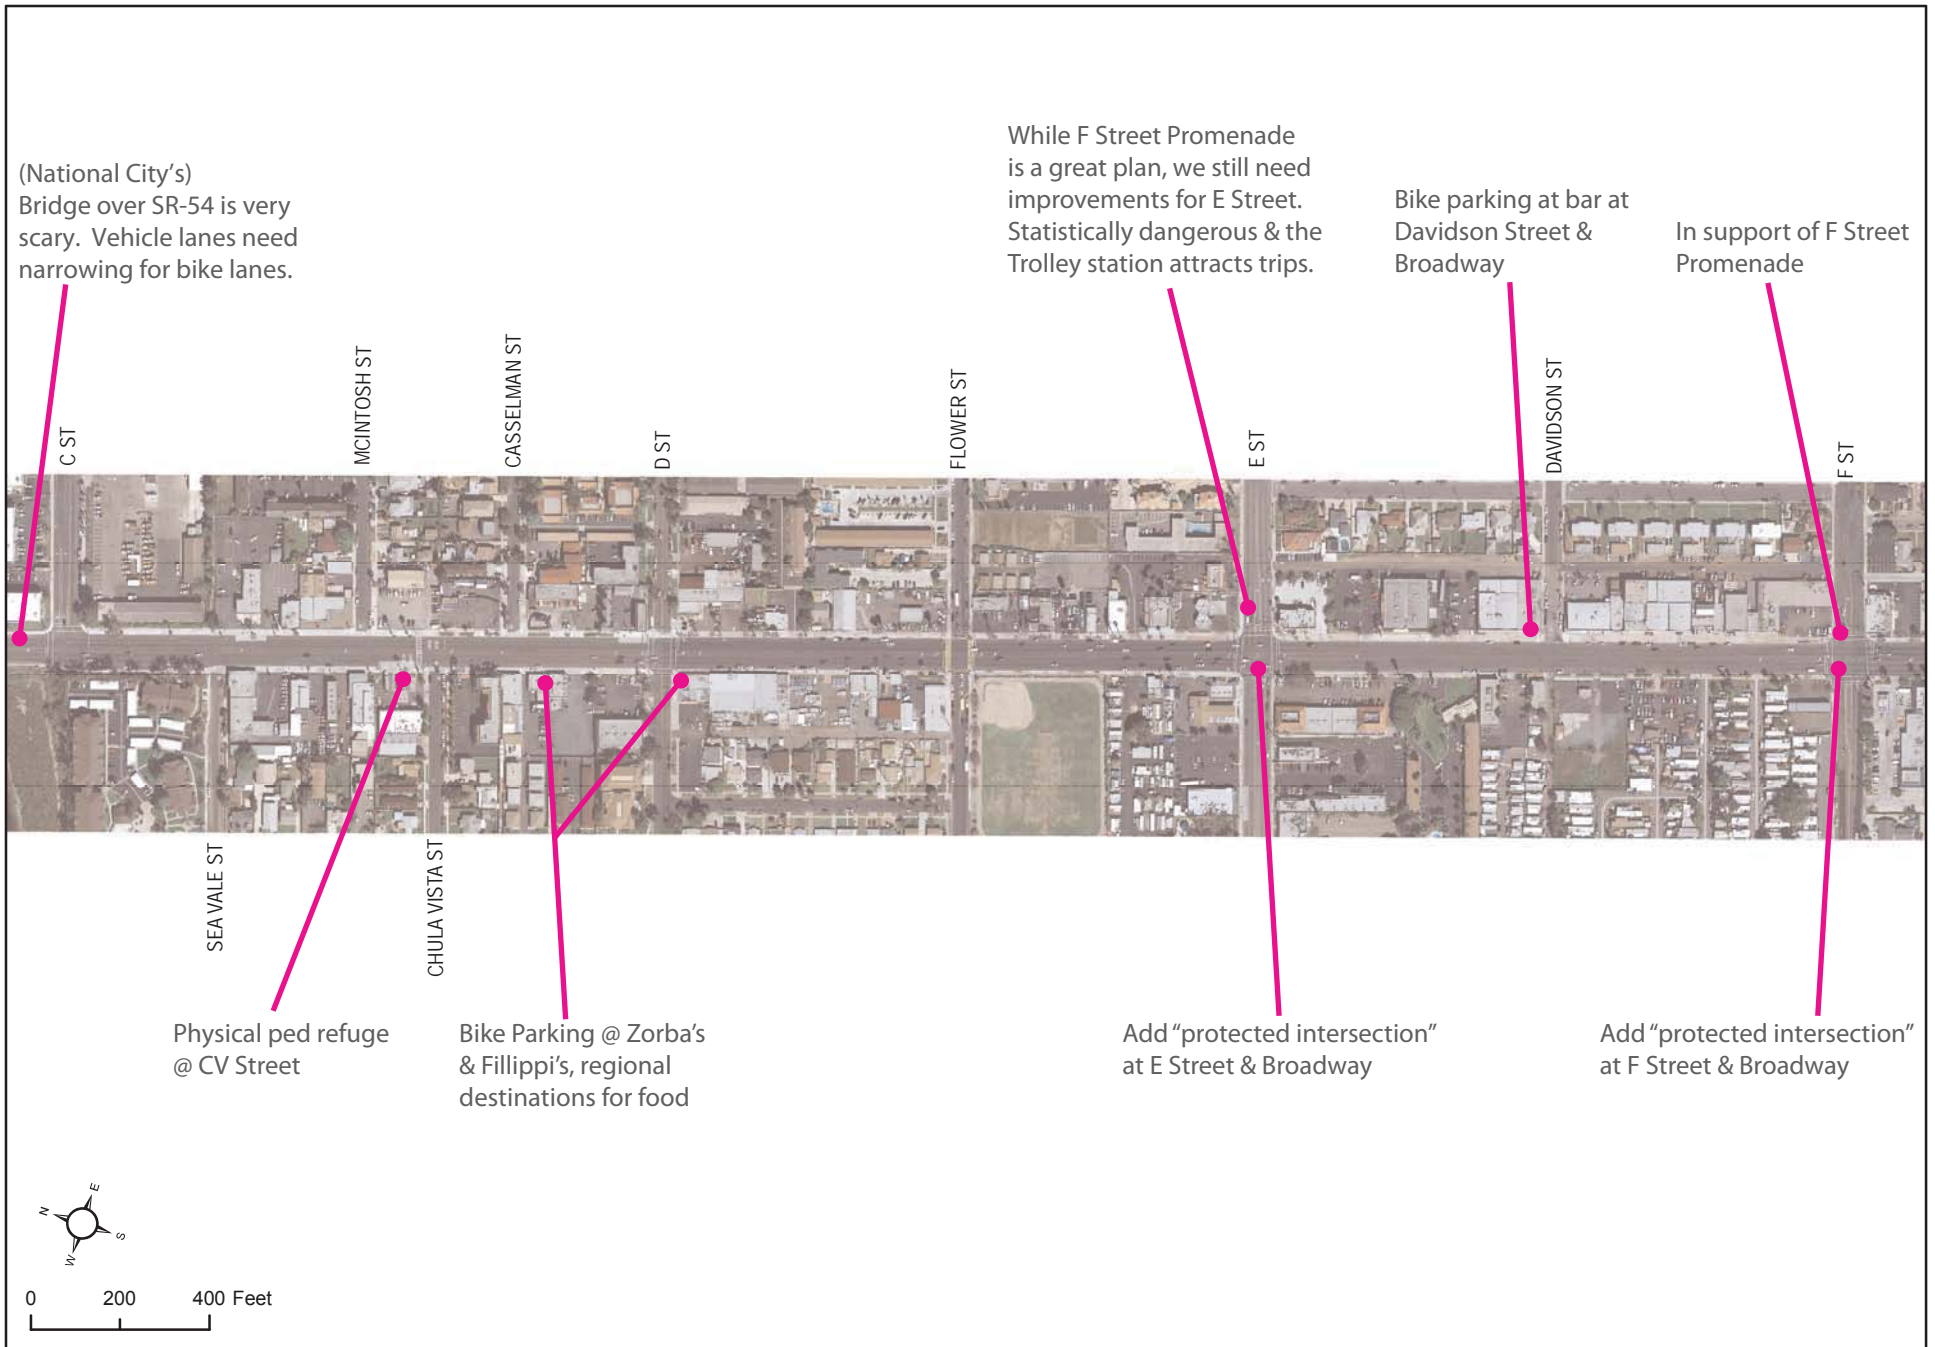 (National City's)
Bridge over SR-54 is very
scary.  Vehicle lanes need
narrowing for bike lanes.
While F Street Promenade
is a great plan, we still need
improvements for E Street.
Statistically dangerous & the
Trolley station attracts trips.
Bike parking at bar at
Davidson Street &
Broadway
In support of F Street
Promenade
C ST
MCINTOSH ST
CASSELMAN ST
D ST
FLOWER ST
E ST
DAVIDSON ST
F ST
SEA VALE ST
CHULA VISTA ST
Physical ped refuge
@ CV Street
Bike Parking @ Zorba's
& Fillippi's, regional
destinations for food
Add "protected intersection"
at E Street & Broadway
Add "protected intersection"
at F Street & Broadway
N
E
S
W
0 200 400 Feet